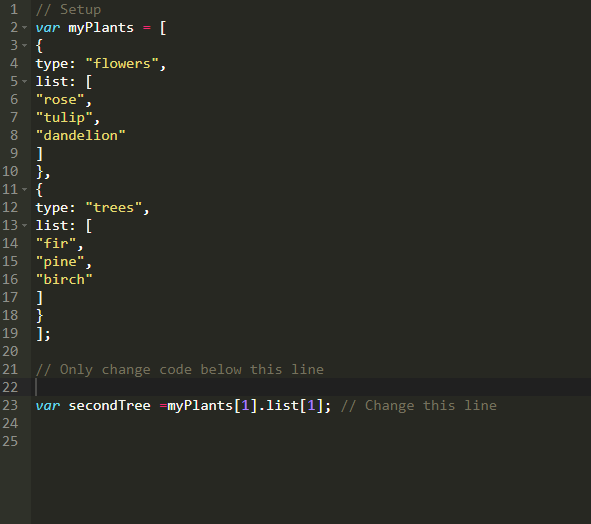 1 // Setup
2 var myPlants = [
3 {
4 type: "flowers",
5 list: [
6 "rose",
7 "tulip",
8 "dandelion"
9 ]
10 },
11 {
12 type: "trees",
13 list: [
14 "fir",
15 "pine",
16 "birch"
17 ]
18 }
19 ];
20
21 // Only change code below this line
22
23 var secondTree =myPlants[1].list[1]; // Change this line
24
25